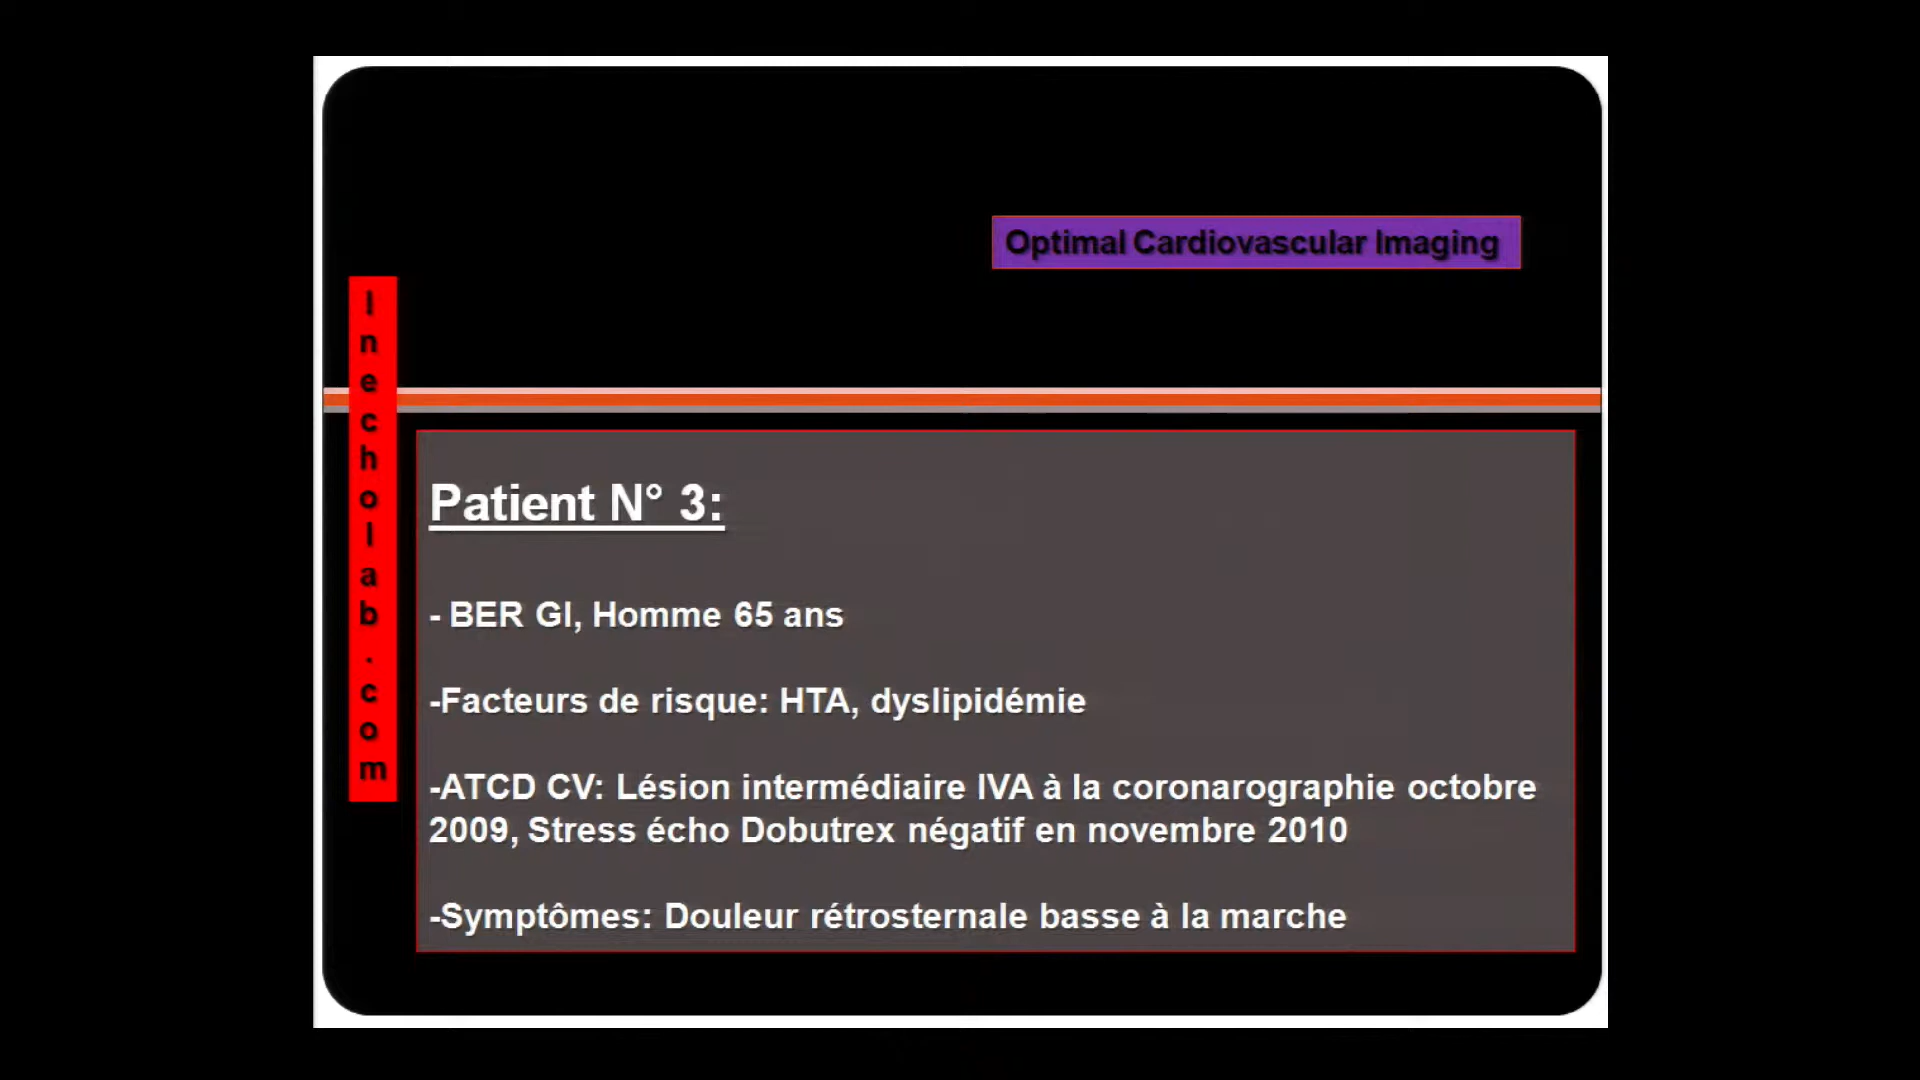 Optimal Cardiovascular Imaging
Inecholab.com
Patient N° 3:
- BER GI, Homme 65 ans
-Facteurs de risque: HTA, dyslipidémie
-ATCD CV: Lésion intermédiaire IVA à la coronarographie octobre
2009, Stress écho Dobutrex négatif en novembre 2010
-Symptômes: Douleur rétrosternale basse à la marche